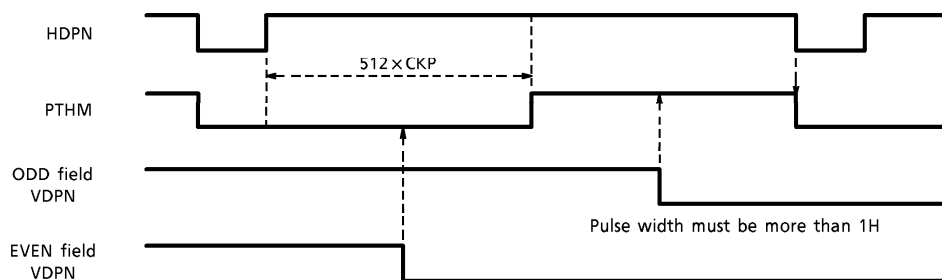 HDPN
512×CKP
PTHM
ODD field
VDPN
Pulse width must be more than 1H
EVEN field
VDPN